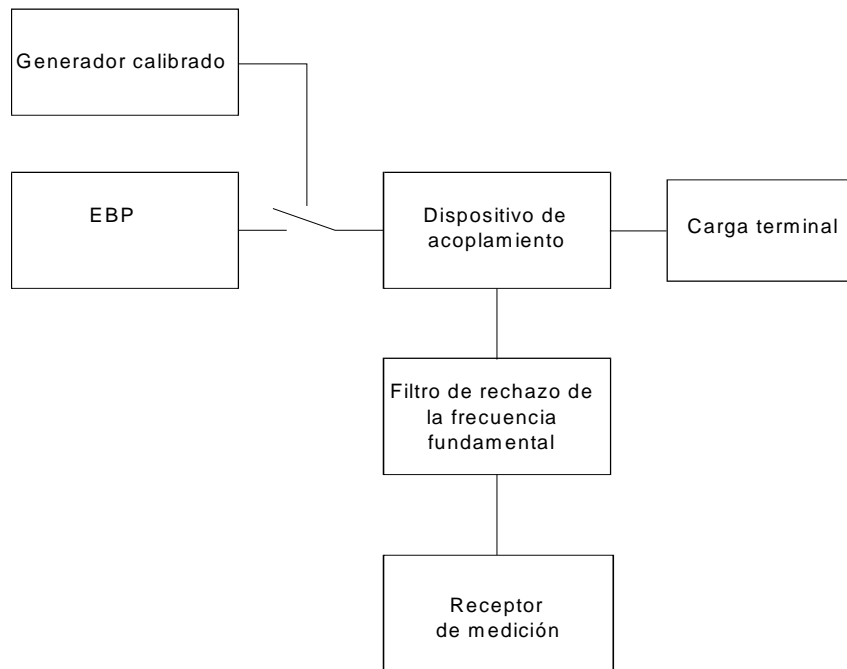 Generador calibrado
EBP
Dispositivo de
acoplamiento
Carga terminal
Filtro de rechazo de
la frecuencia
fundamental
Receptor
de medición